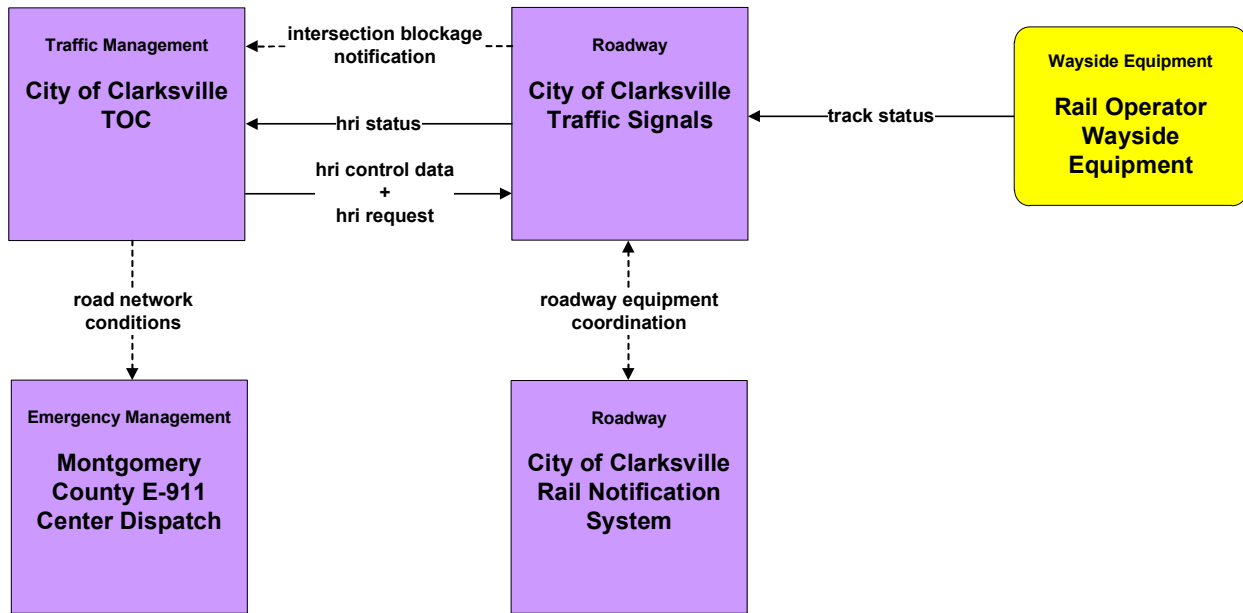 Traffic Management
City of Clarksville
TOC
intersection blockage
notification
Roadway
City of Clarksville
Traffic Signals
Wayside Equipment
Rail Operator
Wayside
Equipment
hri status
track status
hri control data
+
hri request
road network
conditions
roadway equipment
coordination
Emergency Management
Montgomery
County E-911
Center Dispatch
Roadway
City of Clarksville
Rail Notification
System